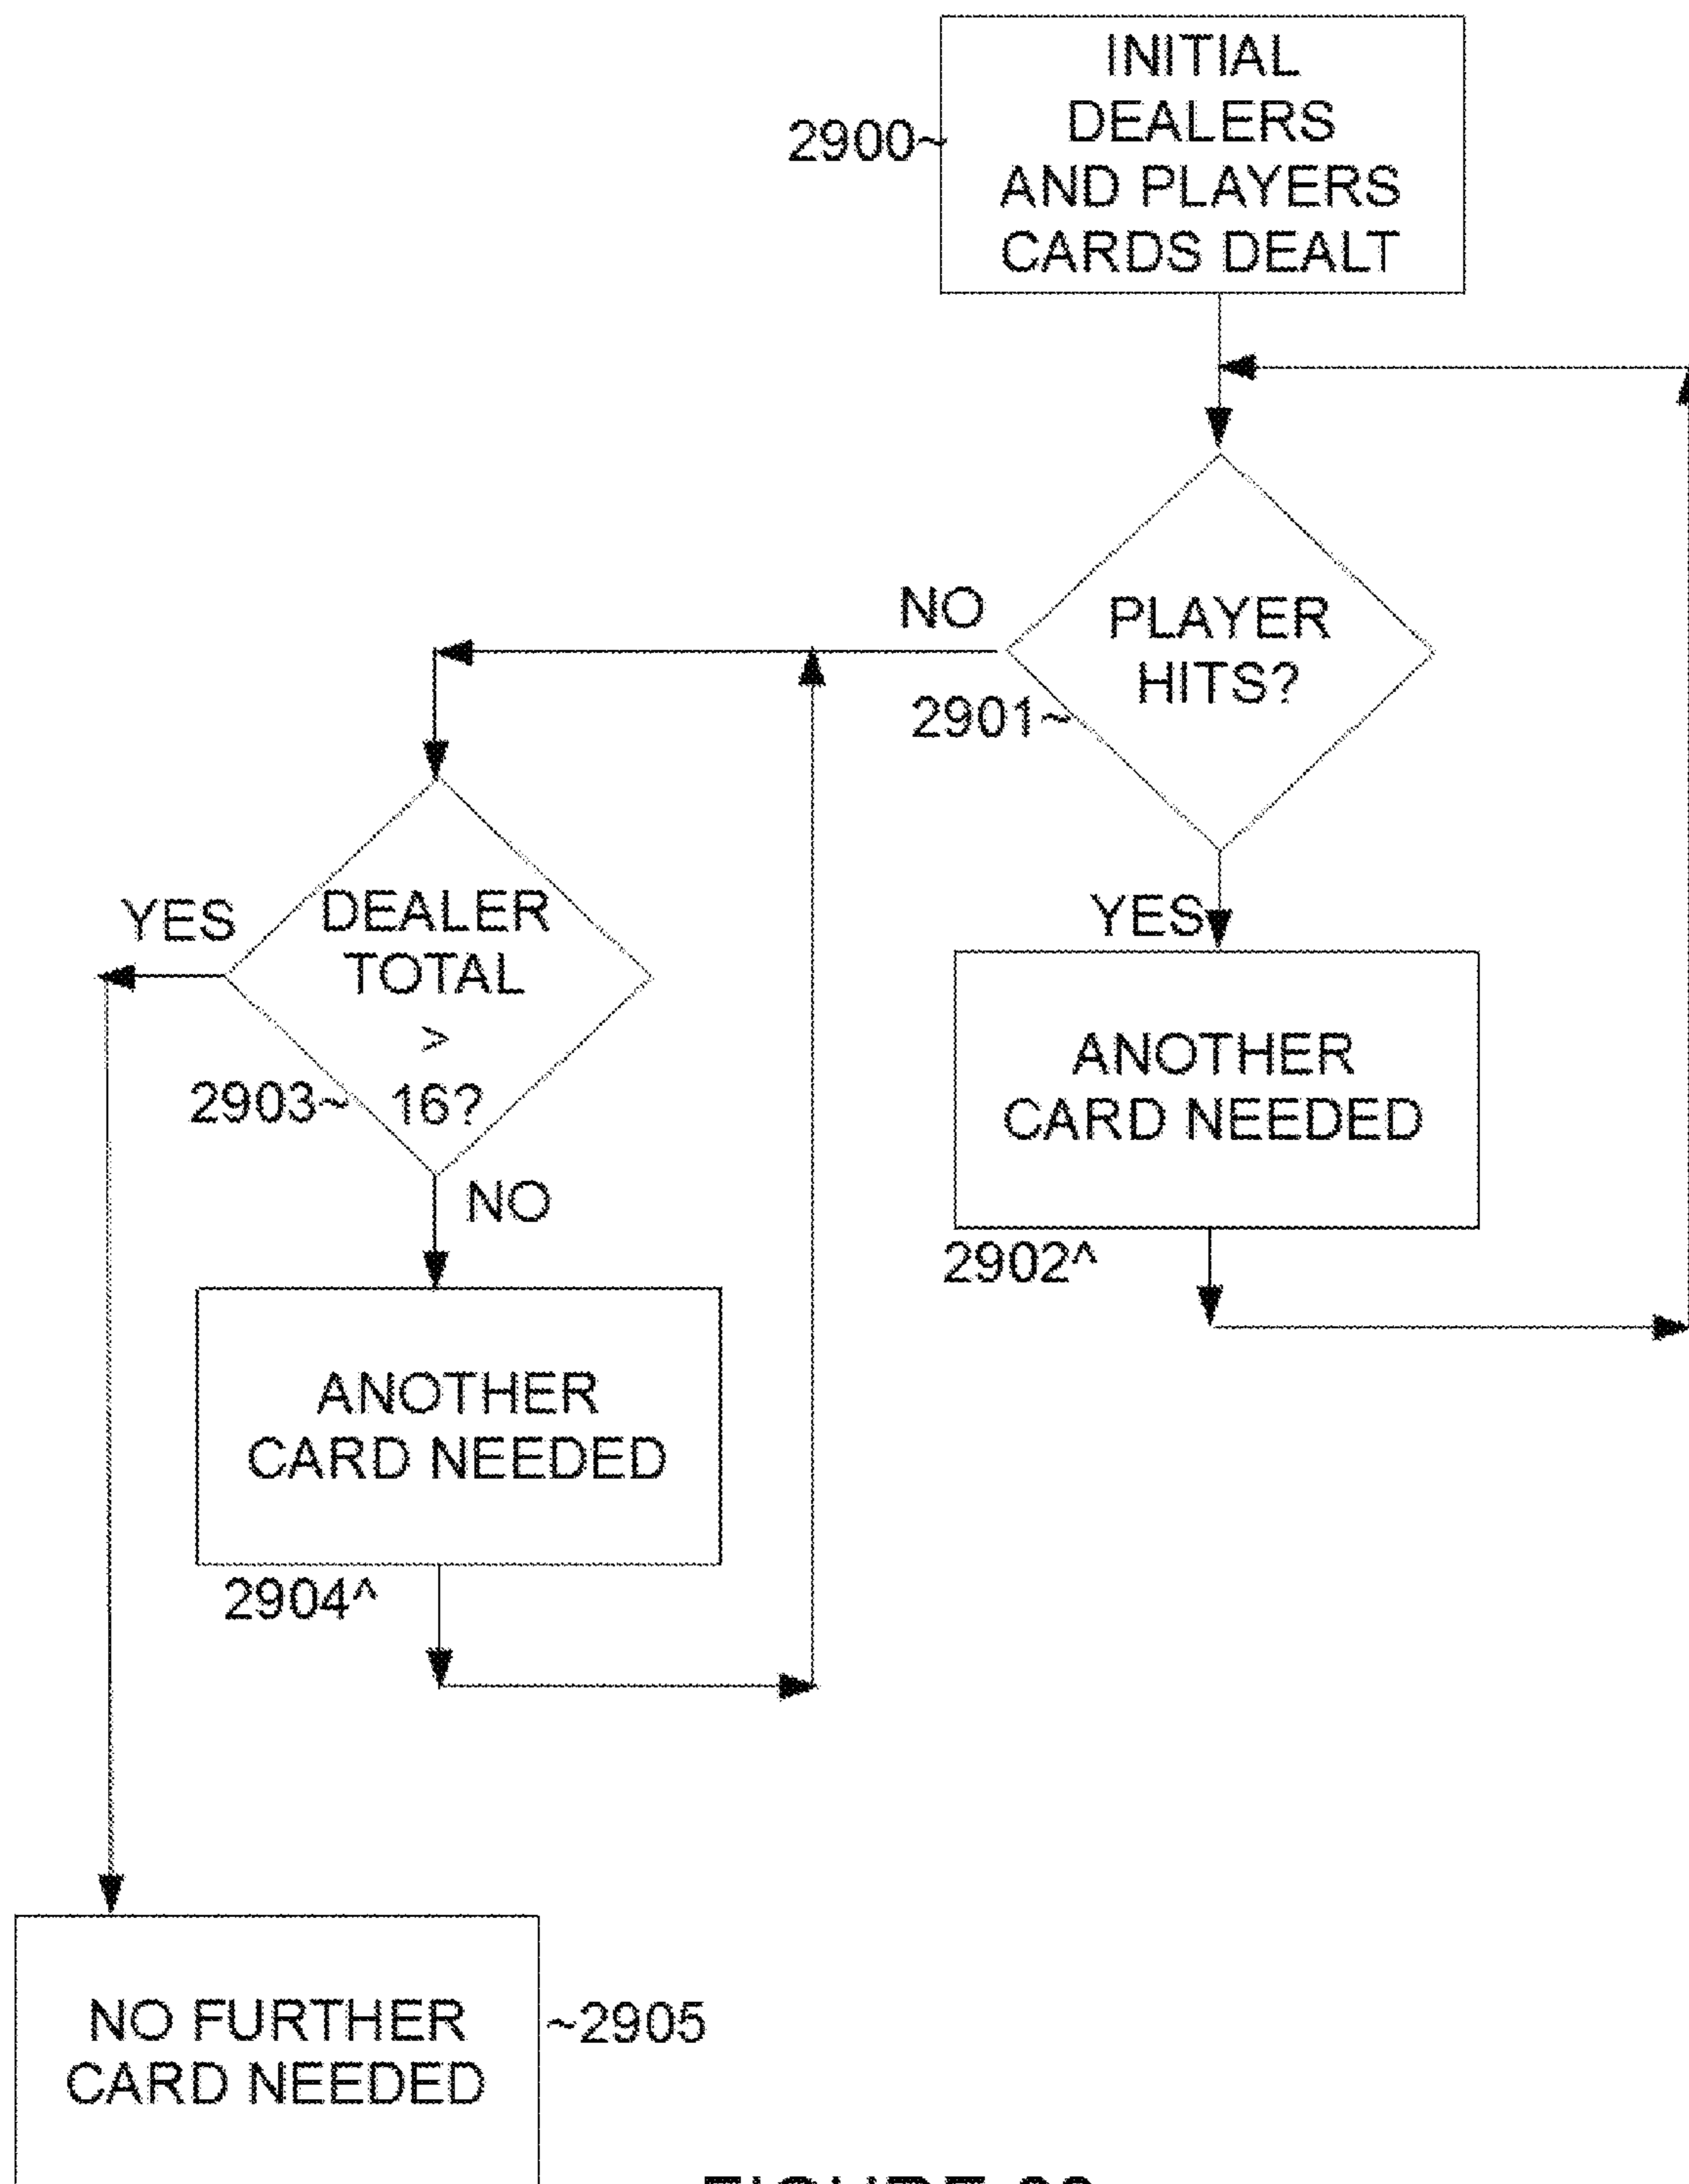 INITIAL
DEALERS
AND PLAYERS
CARDS DEALT
2900~
NO
PLAYER
HITS?
2901~
YES
DEALER
TOTAL
>
16?
YES
2903~
NO
ANOTHER
CARD NEEDED
2902^
ANOTHER
CARD NEEDED
2904^
NO FURTHER
CARD NEEDED
~2905
FIGURE